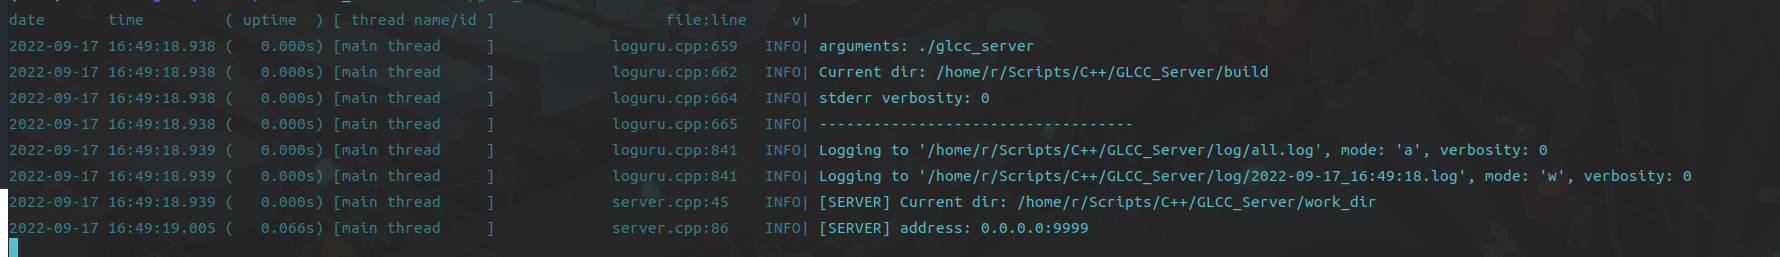 date       time         ( uptime  ) [ thread name/id ]                   file:line     v|
2022-09-17 16:49:18.938 (   0.000s) [main thread     ]             loguru.cpp:659   INFO| arguments: ./glcc_server
2022-09-17 16:49:18.938 (   0.000s) [main thread     ]             loguru.cpp:662   INFO| Current dir: /home/r/Scripts/C++/GLCC_Server/build
2022-09-17 16:49:18.938 (   0.000s) [main thread     ]             loguru.cpp:664   INFO| stderr verbosity: 0
2022-09-17 16:49:18.938 (   0.000s) [main thread     ]             loguru.cpp:665   INFO| -----------------------------------
2022-09-17 16:49:18.939 (   0.000s) [main thread     ]             loguru.cpp:841   INFO| Logging to '/home/r/Scripts/C++/GLCC_Server/log/all.log', mode: 'a', verbosity: 0
2022-09-17 16:49:18.939 (   0.000s) [main thread     ]             loguru.cpp:841   INFO| Logging to '/home/r/Scripts/C++/GLCC_Server/log/2022-09-17_16:49:18.log', mode: 'w', verbosity: 0
2022-09-17 16:49:18.939 (   0.000s) [main thread     ]             server.cpp:45    INFO| [SERVER] Current dir: /home/r/Scripts/C++/GLCC_Server/work_dir
2022-09-17 16:49:19.005 (   0.066s) [main thread     ]             server.cpp:86    INFO| [SERVER] address: 0.0.0.0:9999